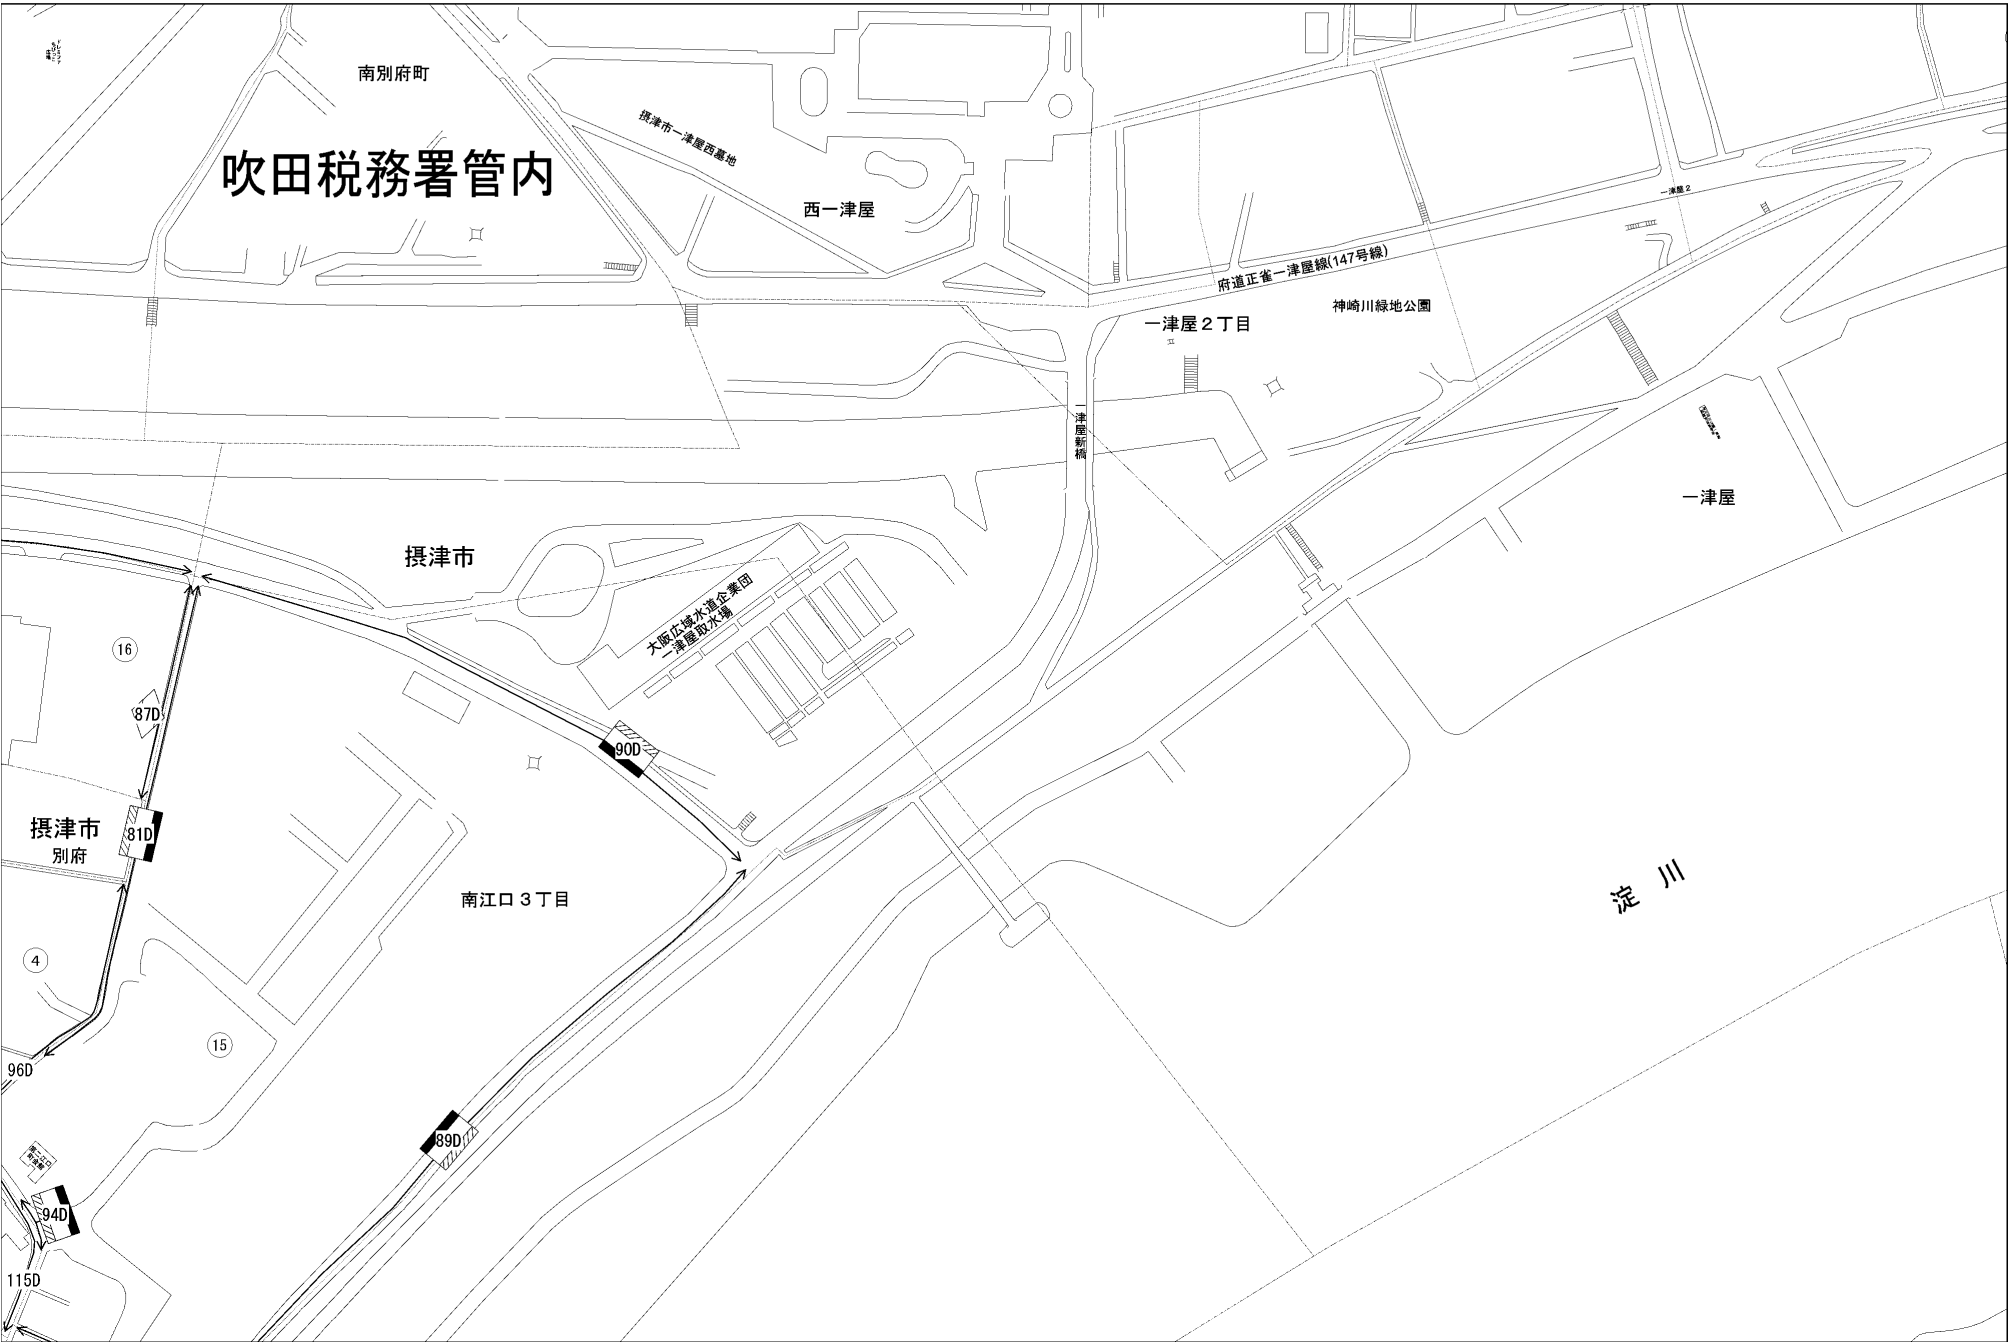 南別府町
摂津市一津屋西墓地
吹田税務署管内
西一津屋
一津屋2
府道正雀一津屋線(147号線)
神崎川緑地公園
一津屋2丁目
一津屋新橋
一津屋
摂津市
大阪広域水道企業団
一津屋取水場
16
87D
90D
81D
摂津市
別府
淀川
南江口3丁目
4
15
96D
89D
94D
115D